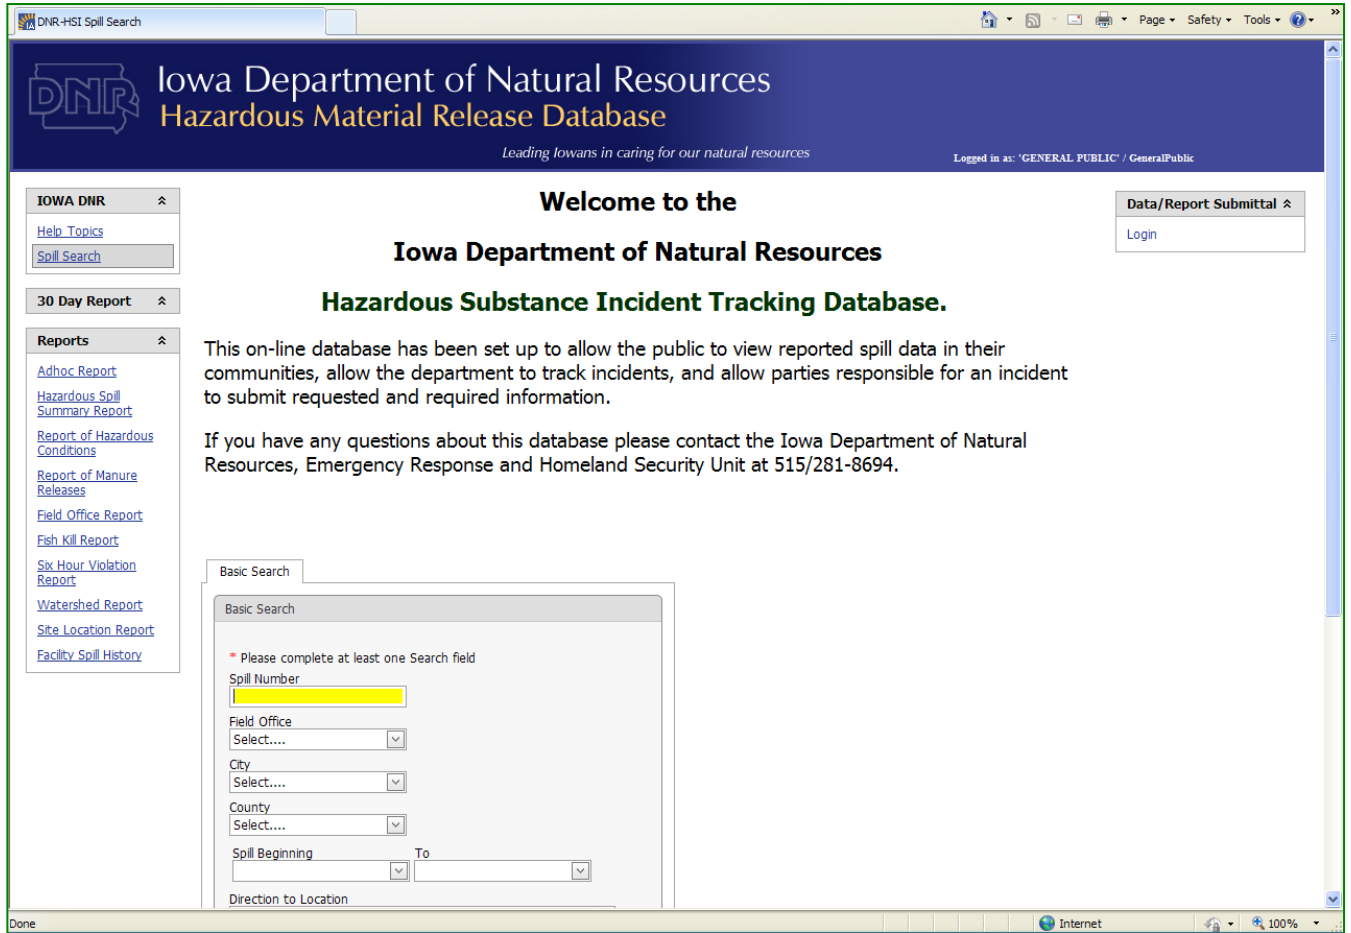 DNR-HSI Spill Search
Page
Safety
Tools
»
DNR
Iowa Department of Natural Resources
Hazardous Material Release Database
Leading Iowans in caring for our natural resources
Logged in as: 'GENERAL PUBLIC' / GeneralPublic
IOWA DNR
Help Topics
Spill Search
30 Day Report
Reports
Adhoc Report
Hazardous Spill
Summary Report
Report of Hazardous
Conditions
Report of Manure
Releases
Field Office Report
Fish Kill Report
Six Hour Violation
Report
Watershed Report
Site Location Report
Facility Spill History
Welcome to the
Iowa Department of Natural Resources
Hazardous Substance Incident Tracking Database.
This on-line database has been set up to allow the public to view reported spill data in their
communities, allow the department to track incidents, and allow parties responsible for an incident
to submit requested and required information.
If you have any questions about this database please contact the Iowa Department of Natural
Resources, Emergency Response and Homeland Security Unit at 515/281-8694.
Data/Report Submittal
Login
Basic Search
Basic Search
* Please complete at least one Search field
Spill Number
Field Office
Select....
City
Select....
County
Select....
Spill Beginning To
Direction to Location
Done
Internet
100%